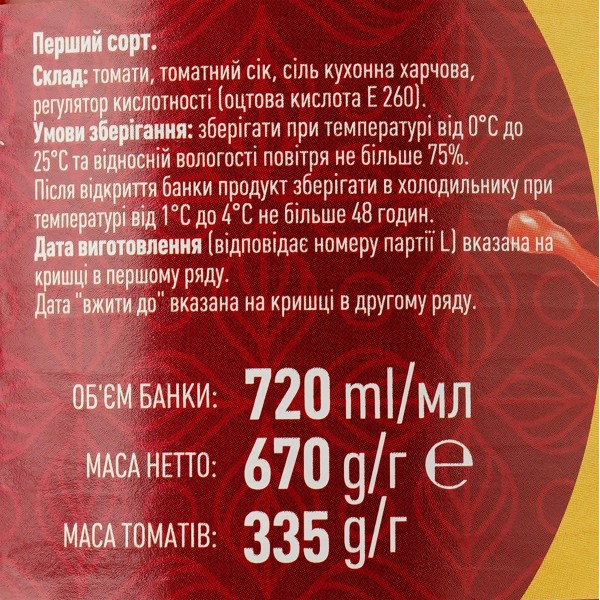 Перший сорт.
Склад: томати, томатний сік, сіль кухонна харчова,
регулятор кислотності (оцтова кислота Е 260).
Умови зберігання: зберігати при температурі від 0°С до
25°С та відносній вологості повітря не більше 75%.
Після відкриття банки продукт зберігати в холодильнику при
температурі від 1°С до 4°С не більше 48 годин.
Дата виготовлення (відповідає номеру партії L) вказана на
кришці в першому ряду.
Дата "вжити до" вказана на кришці в другому ряду.
ОБ'ЄМ БАНКИ: 720 ml/мл
МАСА НЕТТО: 670 g/г ℮
МАСА ТОМАТІВ: 335 g/г